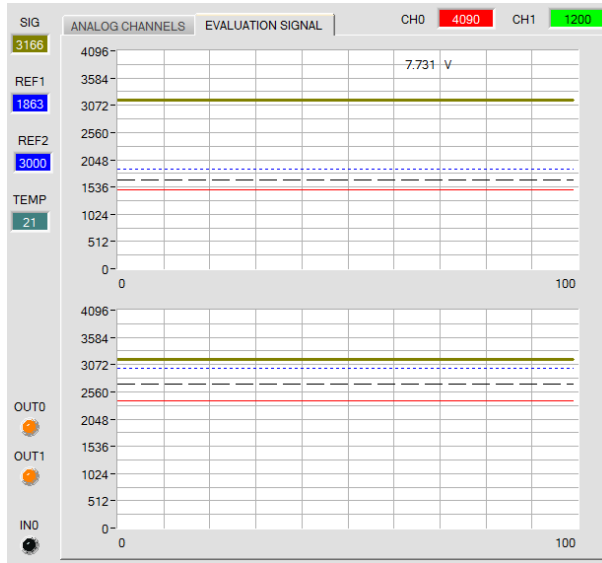 SIG
3166
REF1
1863
REF2
3000
TEMP
21
OUT0
OUT1
IN0
ANALOG CHANNELS EVALUATION SIGNAL CH0 4090 CH1 1200
7.731 V
4096
3584
3072
2560
2048
1536
1024
512
0
0 100
4096
3584
3072
2560
2048
1536
1024
512
0
0 100